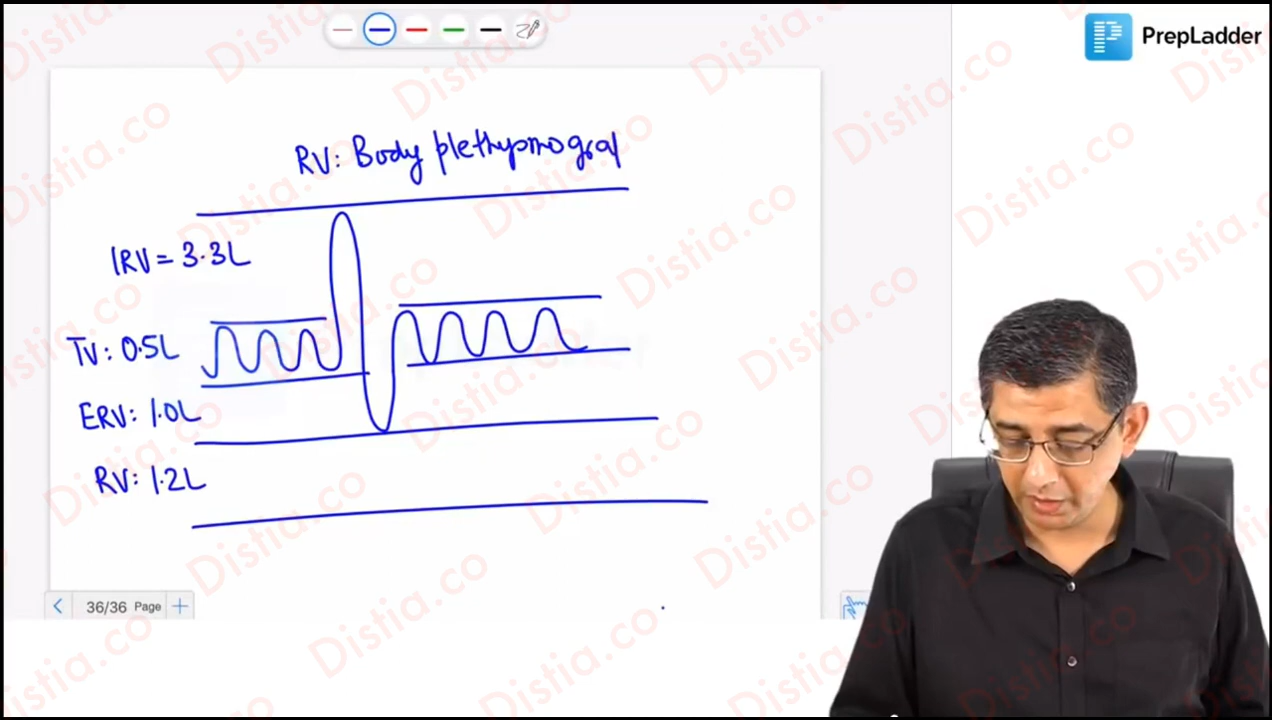 PrepLadder
RV: Body plethysmograf
IRV = 3.3L
TV: 0.5L
ERV: 1.0L
RV: 1.2L
36/36 Page
Distia.co